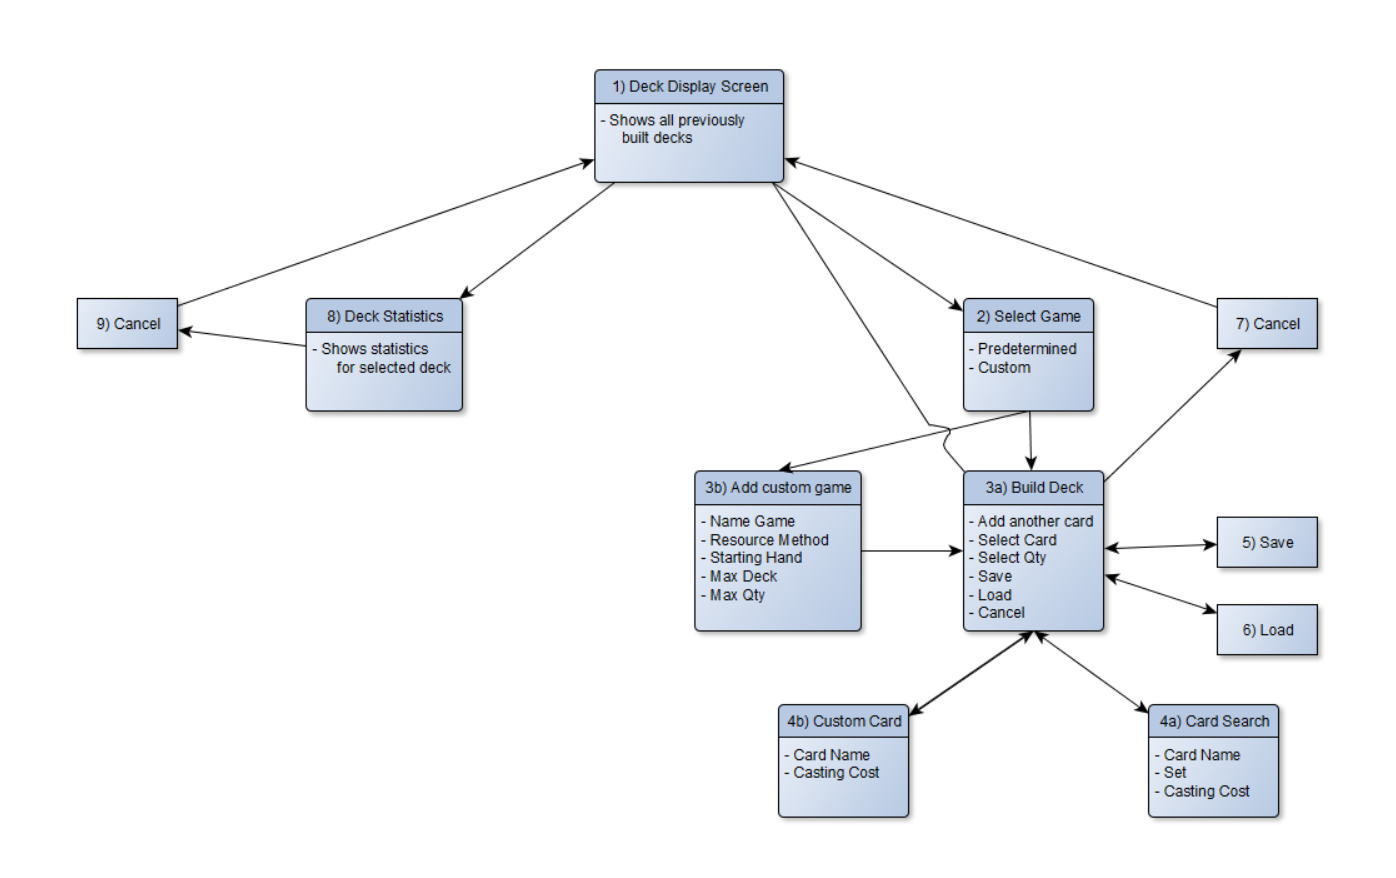 1) Deck Display Screen
- Shows all previously
built decks
9) Cancel
8) Deck Statistics
- Shows statistics
for selected deck
2) Select Game
- Predetermined
- Custom
7) Cancel
3b) Add custom game
- Name Game
- Resource Method
- Starting Hand
- Max Deck
- Max Qty
3a) Build Deck
- Add another card
- Select Card
- Select Qty
- Save
- Load
- Cancel
5) Save
6) Load
4b) Custom Card
- Card Name
- Casting Cost
4a) Card Search
- Card Name
- Set
- Casting Cost